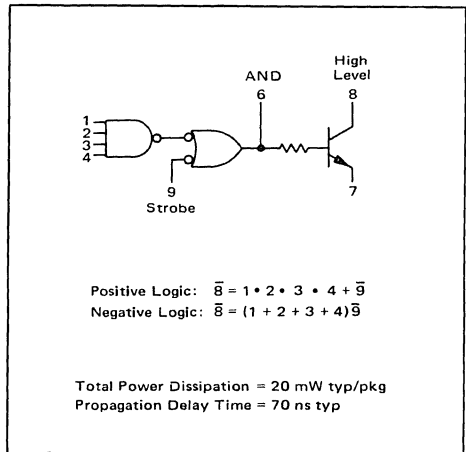 High
AND Level
6 8
1
2
3
4
9
7
Strobe
Positive Logic: 8̅ = 1 • 2 • 3 • 4 + 9̅
Negative Logic: 8̅ = (1 + 2 + 3 + 4)9̅
Total Power Dissipation = 20 mW typ/pkg
Propagation Delay Time = 70 ns typ